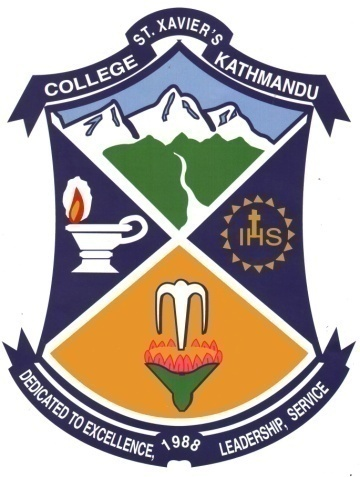 ST. XAVIER'S
COLLEGE KATHMANDU
IHS
DEDICATED TO EXCELLENCE, LEADERSHIP, SERVICE
1988